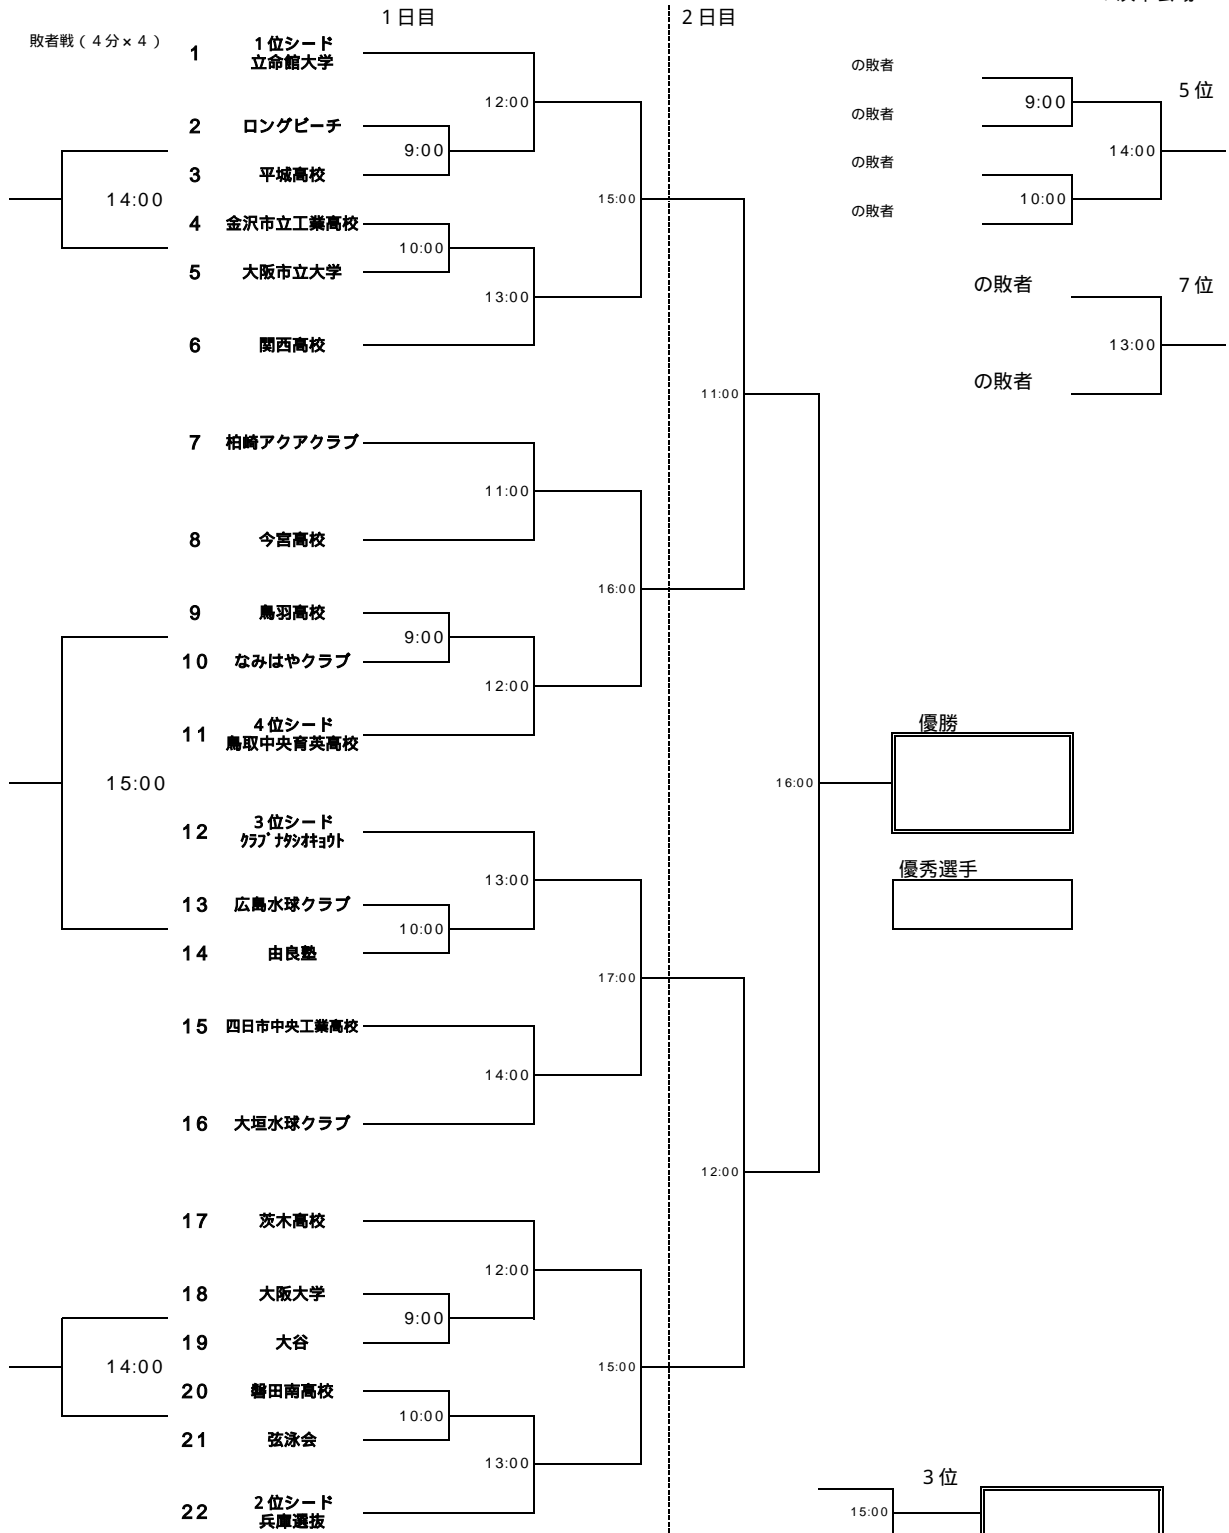 1日目
2日目
敗者戦(4分×4)
1 1位シード
立命館大学
12:00
2 ロングビーチ
9:00
3 平城高校
14:00
15:00
4 金沢市立工業高校
10:00
5 大阪市立大学
13:00
6 関西高校
11:00
7 柏崎アクアクラブ
11:00
8 今宮高校
16:00
9 鳥羽高校
9:00
10 なみはやクラブ
12:00
11 4位シード
鳥取中央育英高校
15:00
16:00
12 3位シード
クラブナタシオキョウト
13:00
13 広島水球クラブ
10:00
14 由良塾
17:00
15 四日市中央工業高校
14:00
16 大垣水球クラブ
12:00
17 茨木高校
12:00
18 大阪大学
9:00
19 大谷
14:00
15:00
20 磐田南高校
10:00
21 弦泳会
13:00
22 2位シード
兵庫選抜
の敗者
9:00
5位
の敗者
14:00
の敗者
10:00
の敗者
の敗者
7位
13:00
の敗者
優勝
優秀選手
3位
15:00